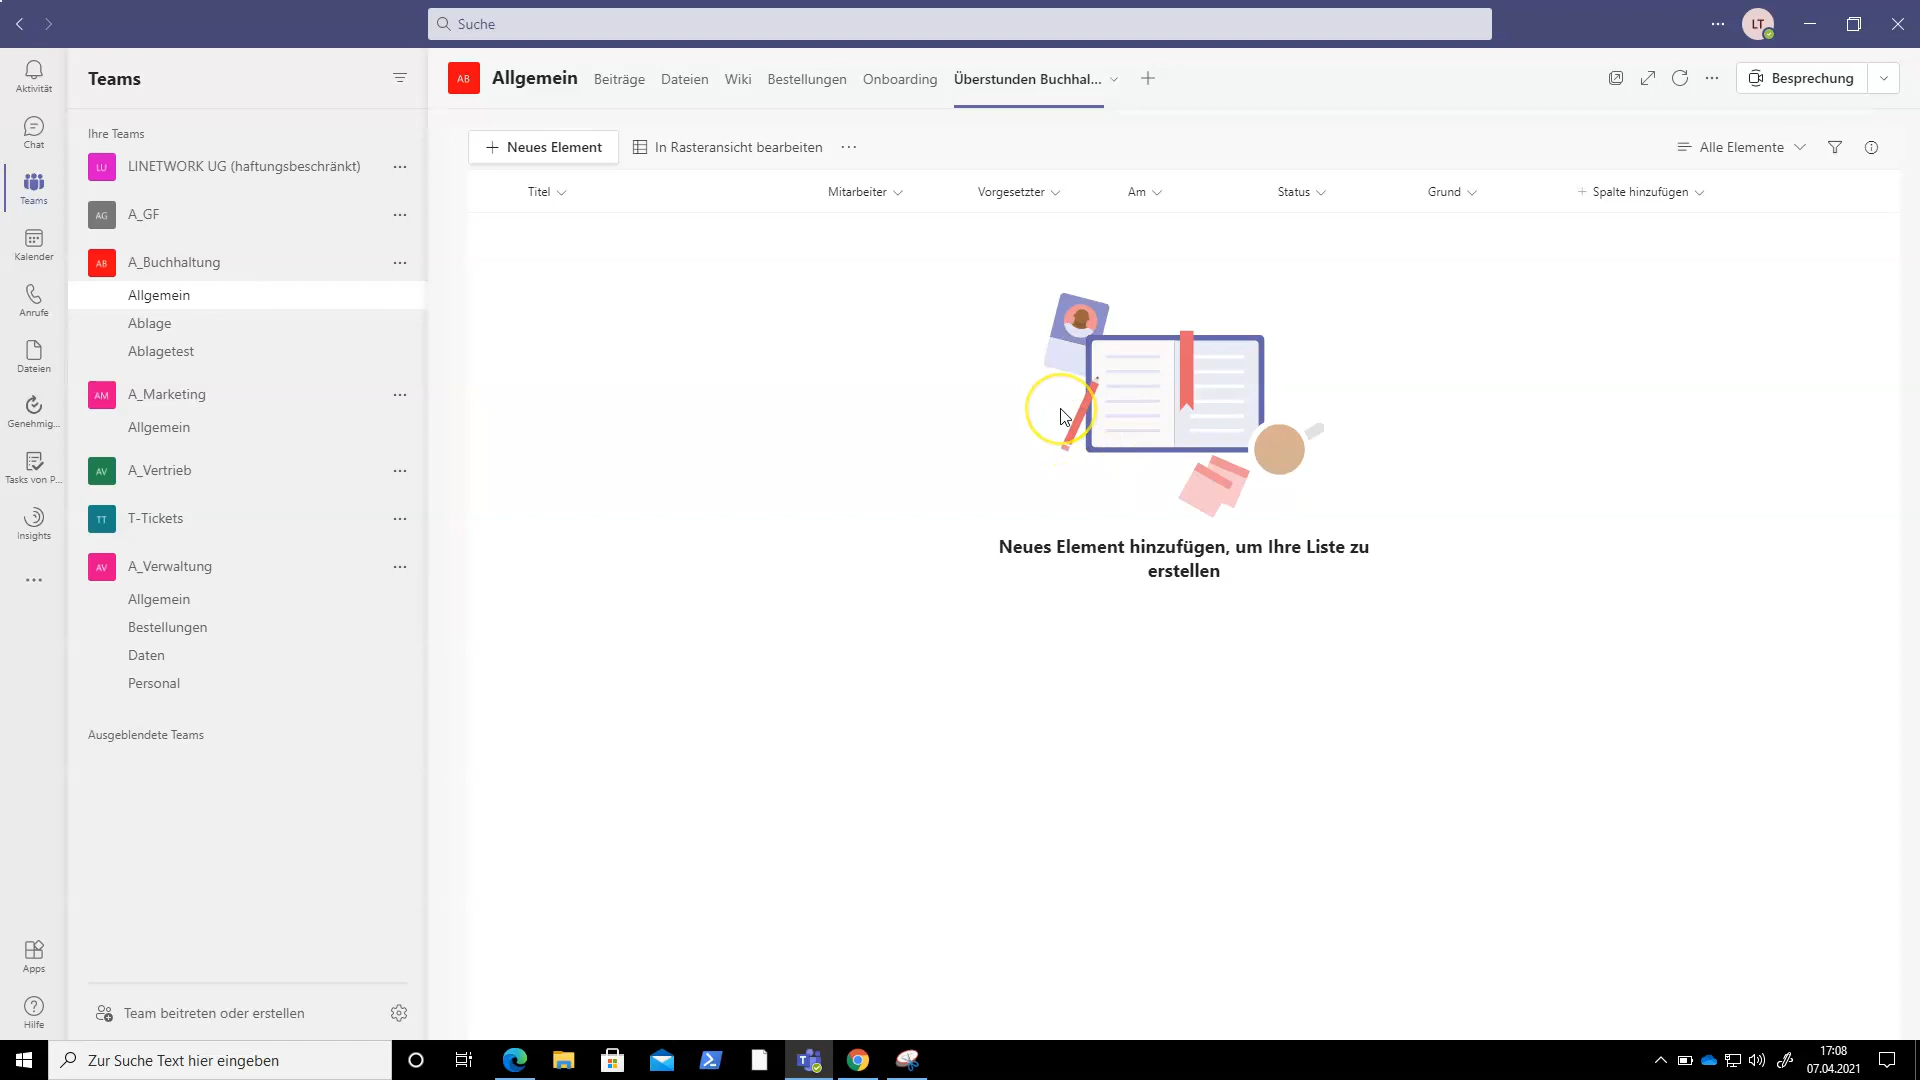 Suche
LT
Aktivität
Chat
Teams
Kalender
Anrufe
Dateien
Genehmig...
Tasks von P...
Insights
Apps
Hilfe
Teams
Ihre Teams
LU LINETWORK UG (haftungsbeschränkt)
AG A_GF
AB A_Buchhaltung
Allgemein
Ablage
Ablagetest
AM A_Marketing
Allgemein
AV A_Vertrieb
TT T-Tickets
AV A_Verwaltung
Allgemein
Bestellungen
Daten
Personal
Ausgeblendete Teams
Team beitreten oder erstellen
AB Allgemein Beiträge Dateien Wiki Bestellungen Onboarding Überstunden Buchhal... Besprechung
Neues Element In Rasteransicht bearbeiten Alle Elemente
Titel Mitarbeiter Vorgesetzter Am Status Grund Spalte hinzufügen
Neues Element hinzufügen, um Ihre Liste zu
erstellen
Zur Suche Text hier eingeben
17:08
07.04.2021